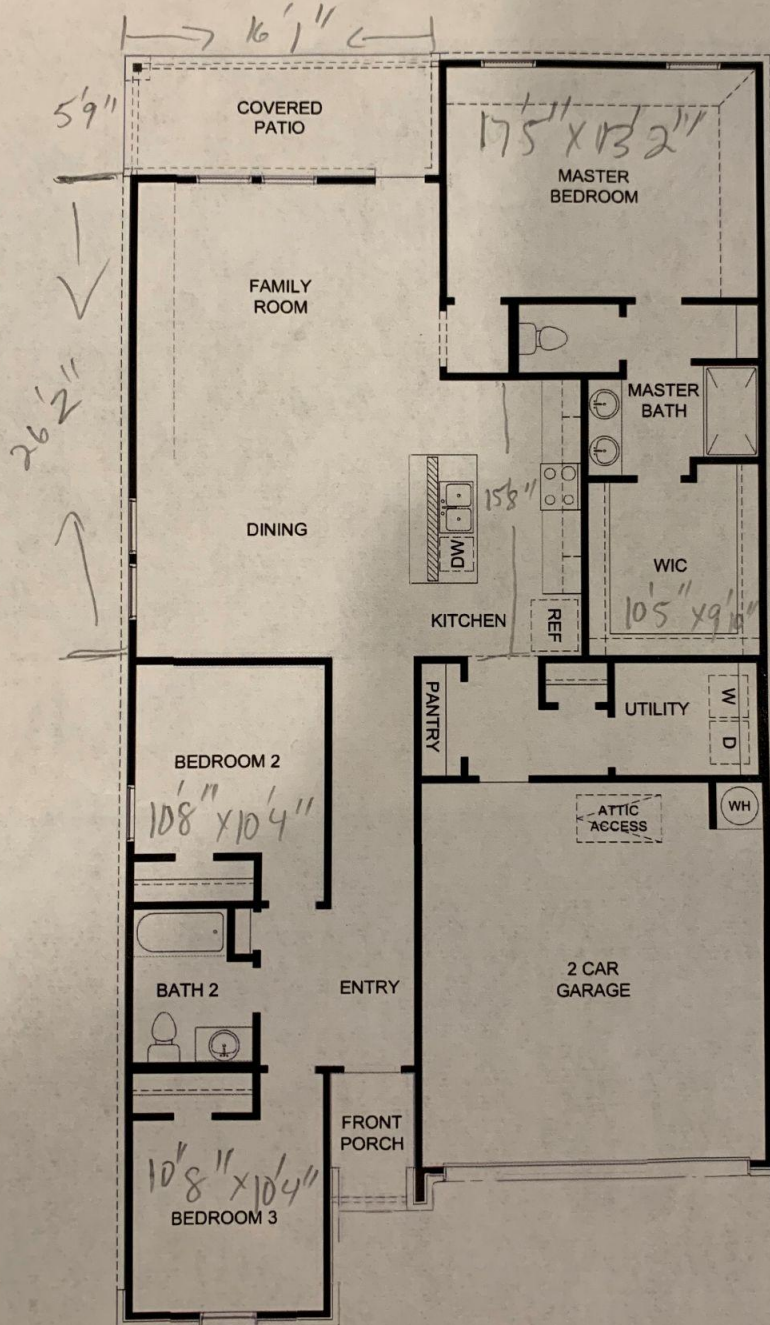 16'1"
5'9"
COVERED
PATIO
17'5" X 13'2"
MASTER
BEDROOM
FAMILY
ROOM
26'2"
MASTER
BATH
15'8"
DW
DINING
WIC
10'5" X 9'10"
KITCHEN
REF
PANTRY
UTILITY
W
D
BEDROOM 2
10'8" X 10'4"
ATTIC
ACCESS
WH
2 CAR
GARAGE
BATH 2
ENTRY
FRONT
PORCH
10'8" X 10'4"
BEDROOM 3